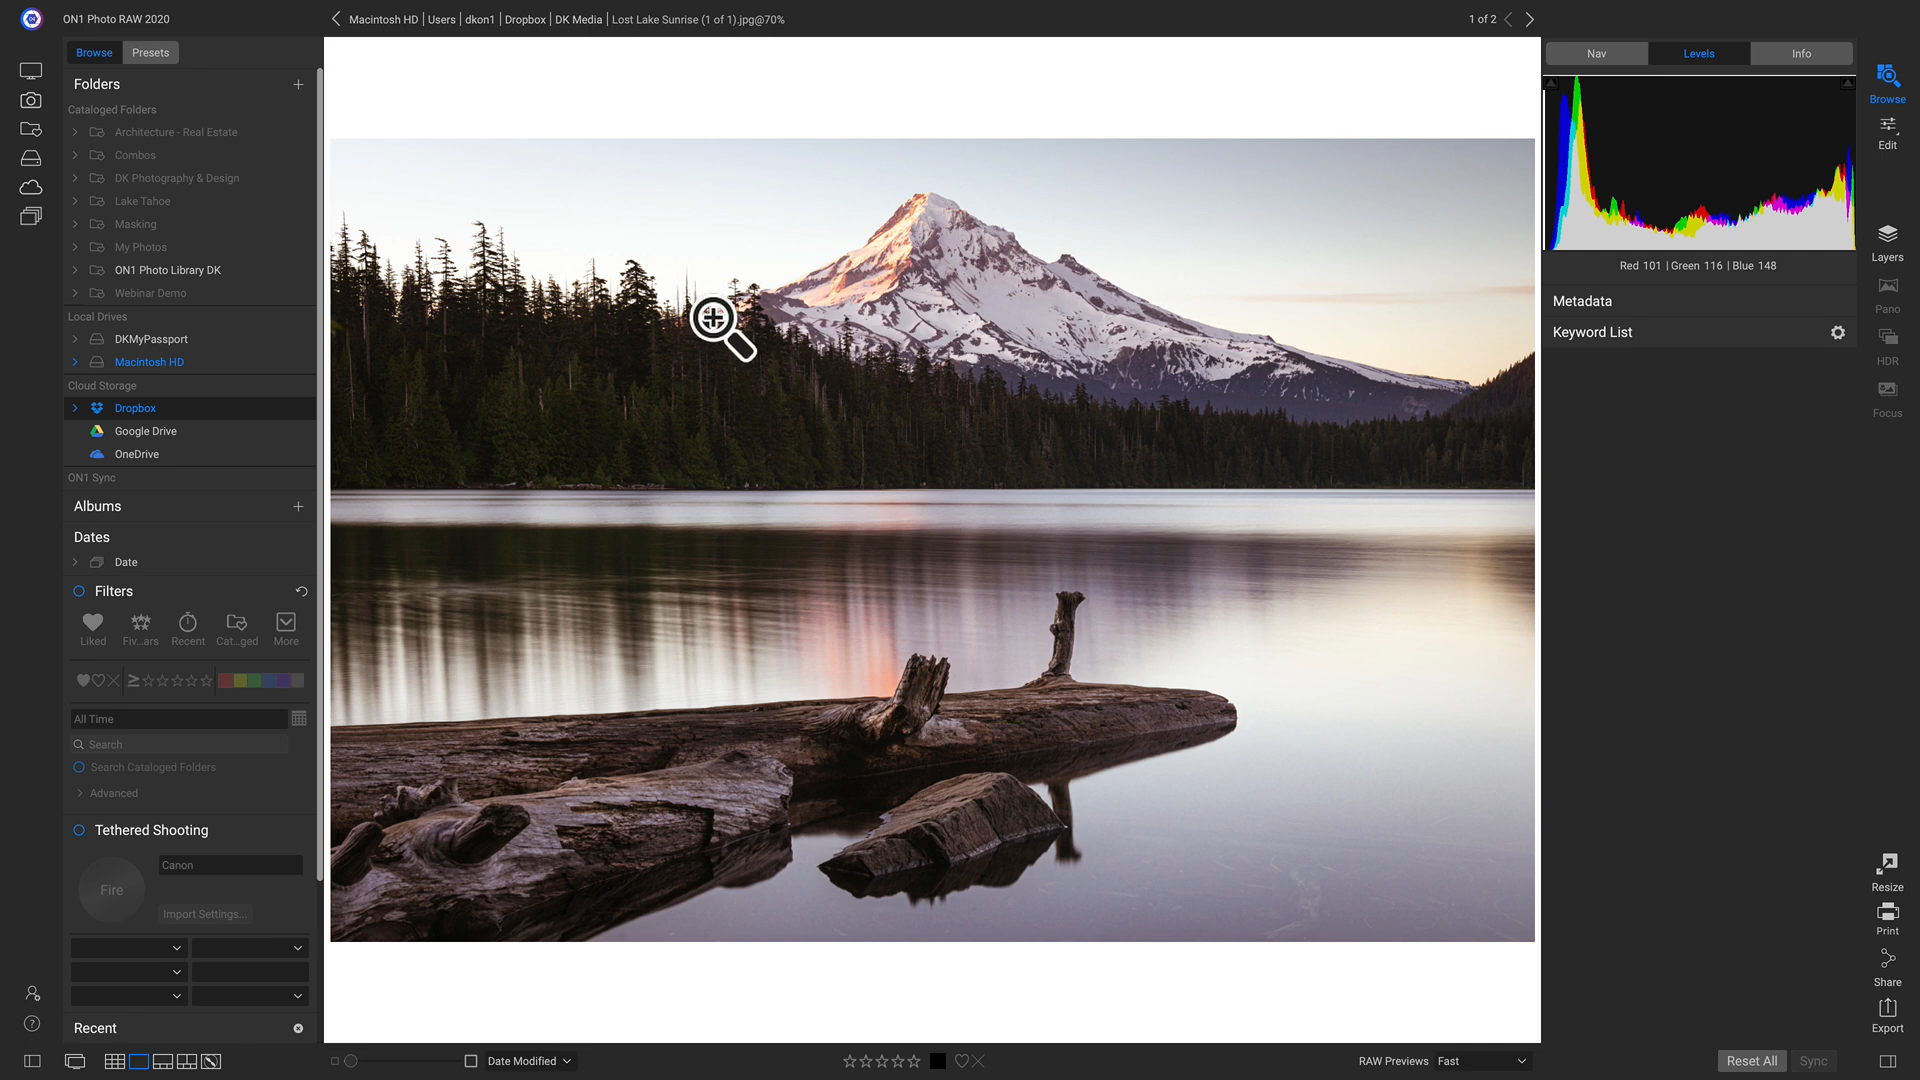 ON1 Photo RAW 2020
Macintosh HD | Users | dkon1 | Dropbox | DK Media | Lost Lake Sunrise (1 of 1).jpg@70%
1 of 2
Browse
Presets
Folders
Cataloged Folders
Architecture - Real Estate
Combos
DK Photography & Design
Lake Tahoe
Masking
My Photos
ON1 Photo Library DK
Webinar Demo
Local Drives
DKMyPassport
Macintosh HD
Cloud Storage
Dropbox
Google Drive
OneDrive
ON1 Sync
Albums
Dates
Date
Filters
Liked
Fiv...ars
Recent
Cat...ged
More
All Time
Search
Search Cataloged Folders
Advanced
Tethered Shooting
Canon
Fire
Import Settings...
Recent
Date Modified
RAW Previews Fast
Reset All
Sync
Nav
Levels
Info
Red 101 | Green 116 | Blue 148
Metadata
Keyword List
Browse
Edit
Layers
Pano
HDR
Focus
Resize
Print
Share
Export